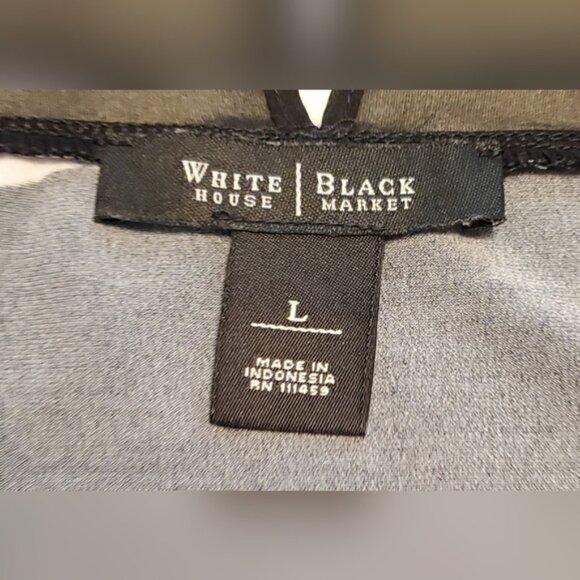 WHITE HOUSE | BLACK MARKET
L
MADE IN
INDONESIA
RN 111459